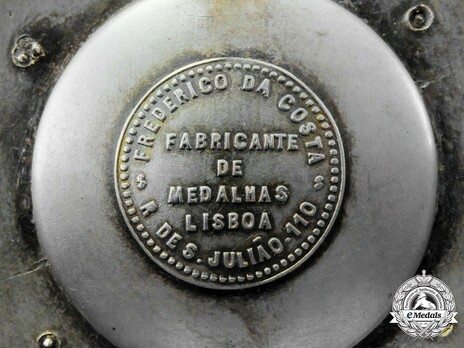 FREDERICO DA COSTA
FABRICANTE
DE
MEDALHAS
LISBOA
R. DE S. JULIÃO. 110
eMedals